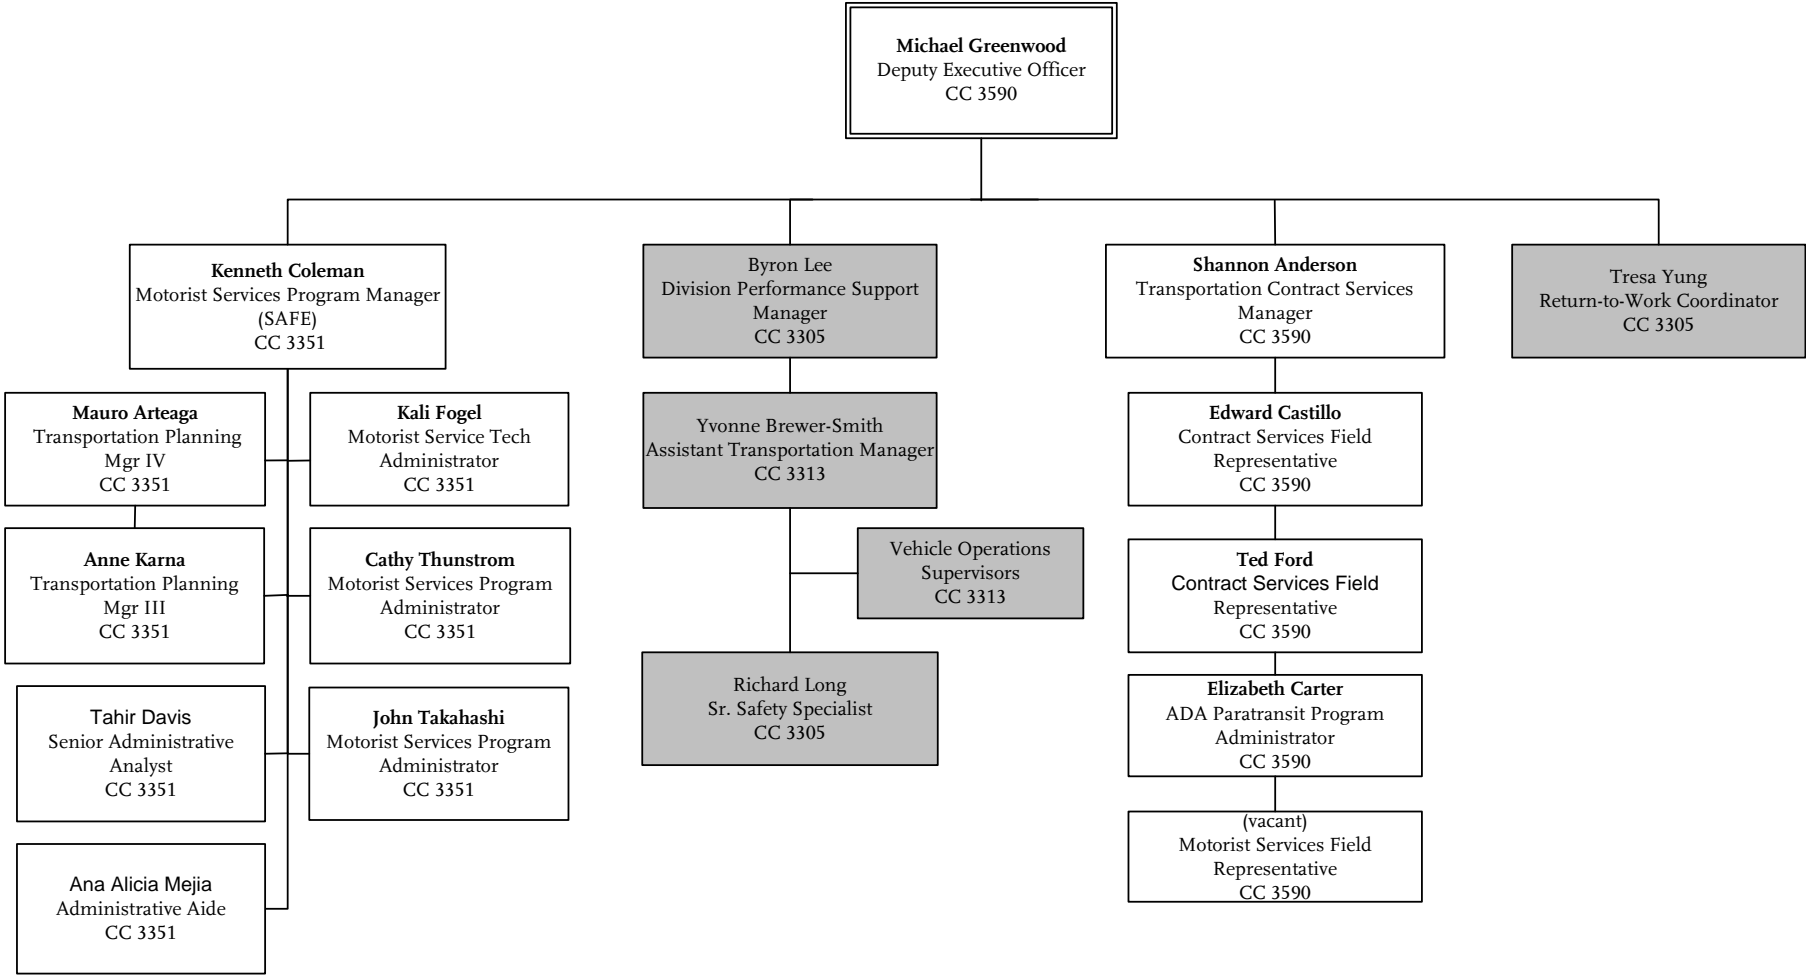 Michael Greenwood
Deputy Executive Officer
CC 3590
Kenneth Coleman
Motorist Services Program Manager
(SAFE)
CC 3351
Byron Lee
Division Performance Support
Manager
CC 3305
Shannon Anderson
Transportation Contract Services
Manager
CC 3590
Tresa Yung
Return-to-Work Coordinator
CC 3305
Mauro Arteaga
Transportation Planning
Mgr IV
CC 3351
Kali Fogel
Motorist Service Tech
Administrator
CC 3351
Yvonne Brewer-Smith
Assistant Transportation Manager
CC 3313
Edward Castillo
Contract Services Field
Representative
CC 3590
Anne Karna
Transportation Planning
Mgr III
CC 3351
Cathy Thunstrom
Motorist Services Program
Administrator
CC 3351
Vehicle Operations
Supervisors
CC 3313
Ted Ford
Contract Services Field
Representative
CC 3590
Tahir Davis
Senior Administrative
Analyst
CC 3351
John Takahashi
Motorist Services Program
Administrator
CC 3351
Richard Long
Sr. Safety Specialist
CC 3305
Elizabeth Carter
ADA Paratransit Program
Administrator
CC 3590
Ana Alicia Mejia
Administrative Aide
CC 3351
(vacant)
Motorist Services Field
Representative
CC 3590